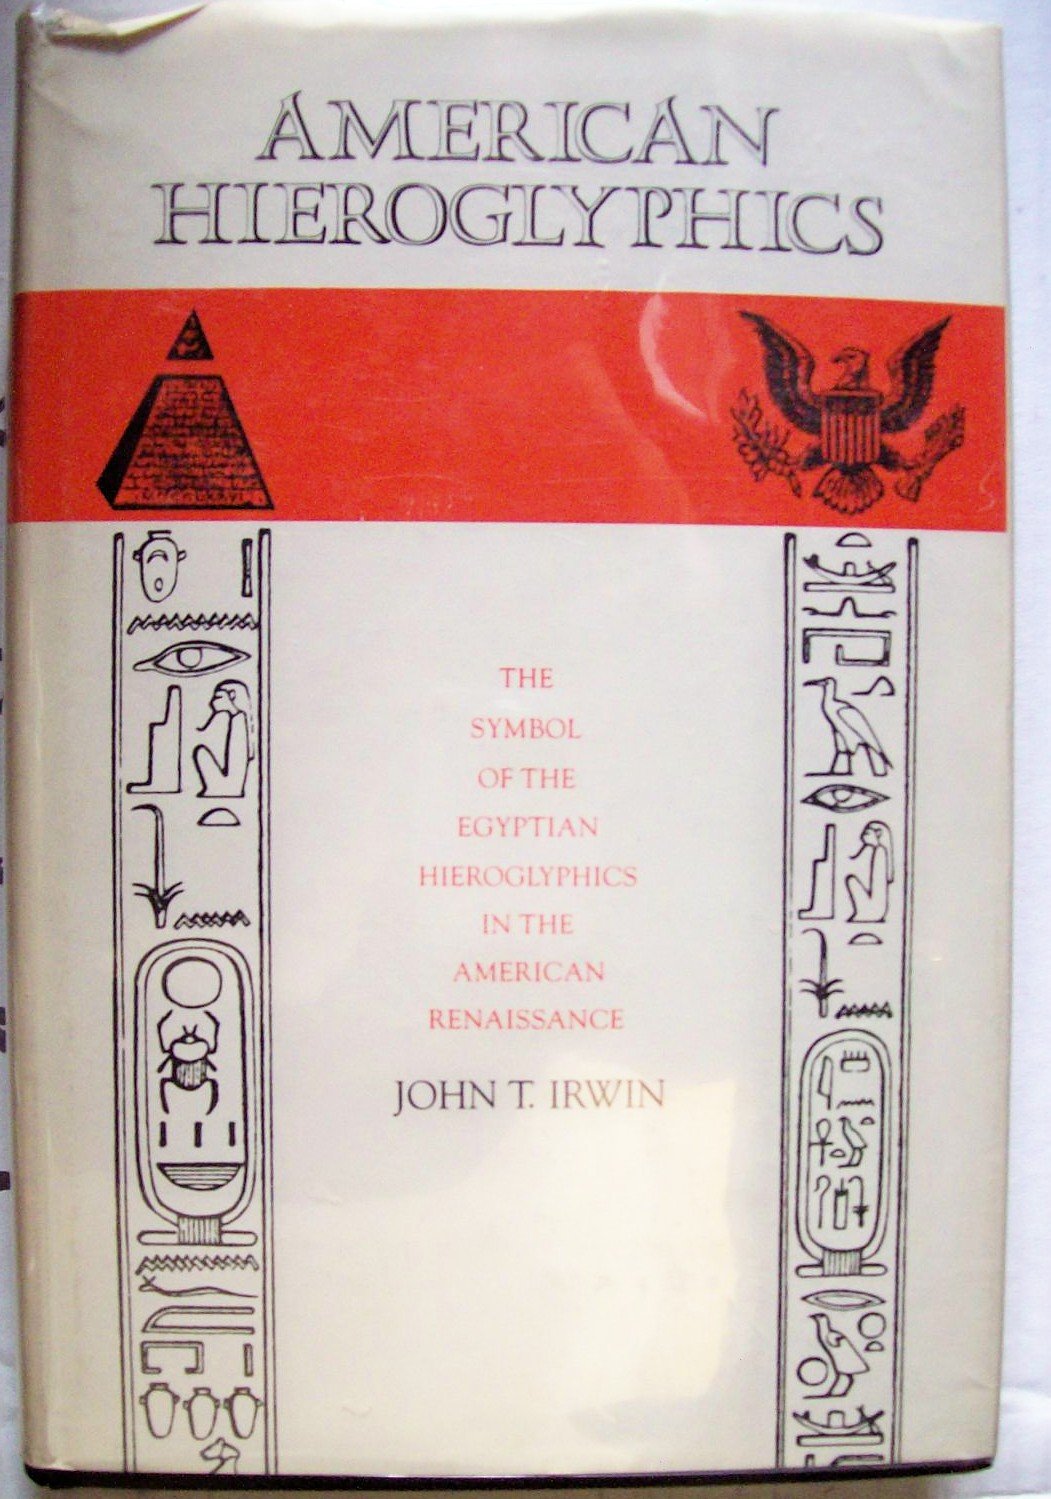 AMERICAN
HIEROGLYPHICS
THE
SYMBOL
OF THE
EGYPTIAN
HIEROGLYPHICS
IN THE
AMERICAN
RENAISSANCE
JOHN T. IRWIN